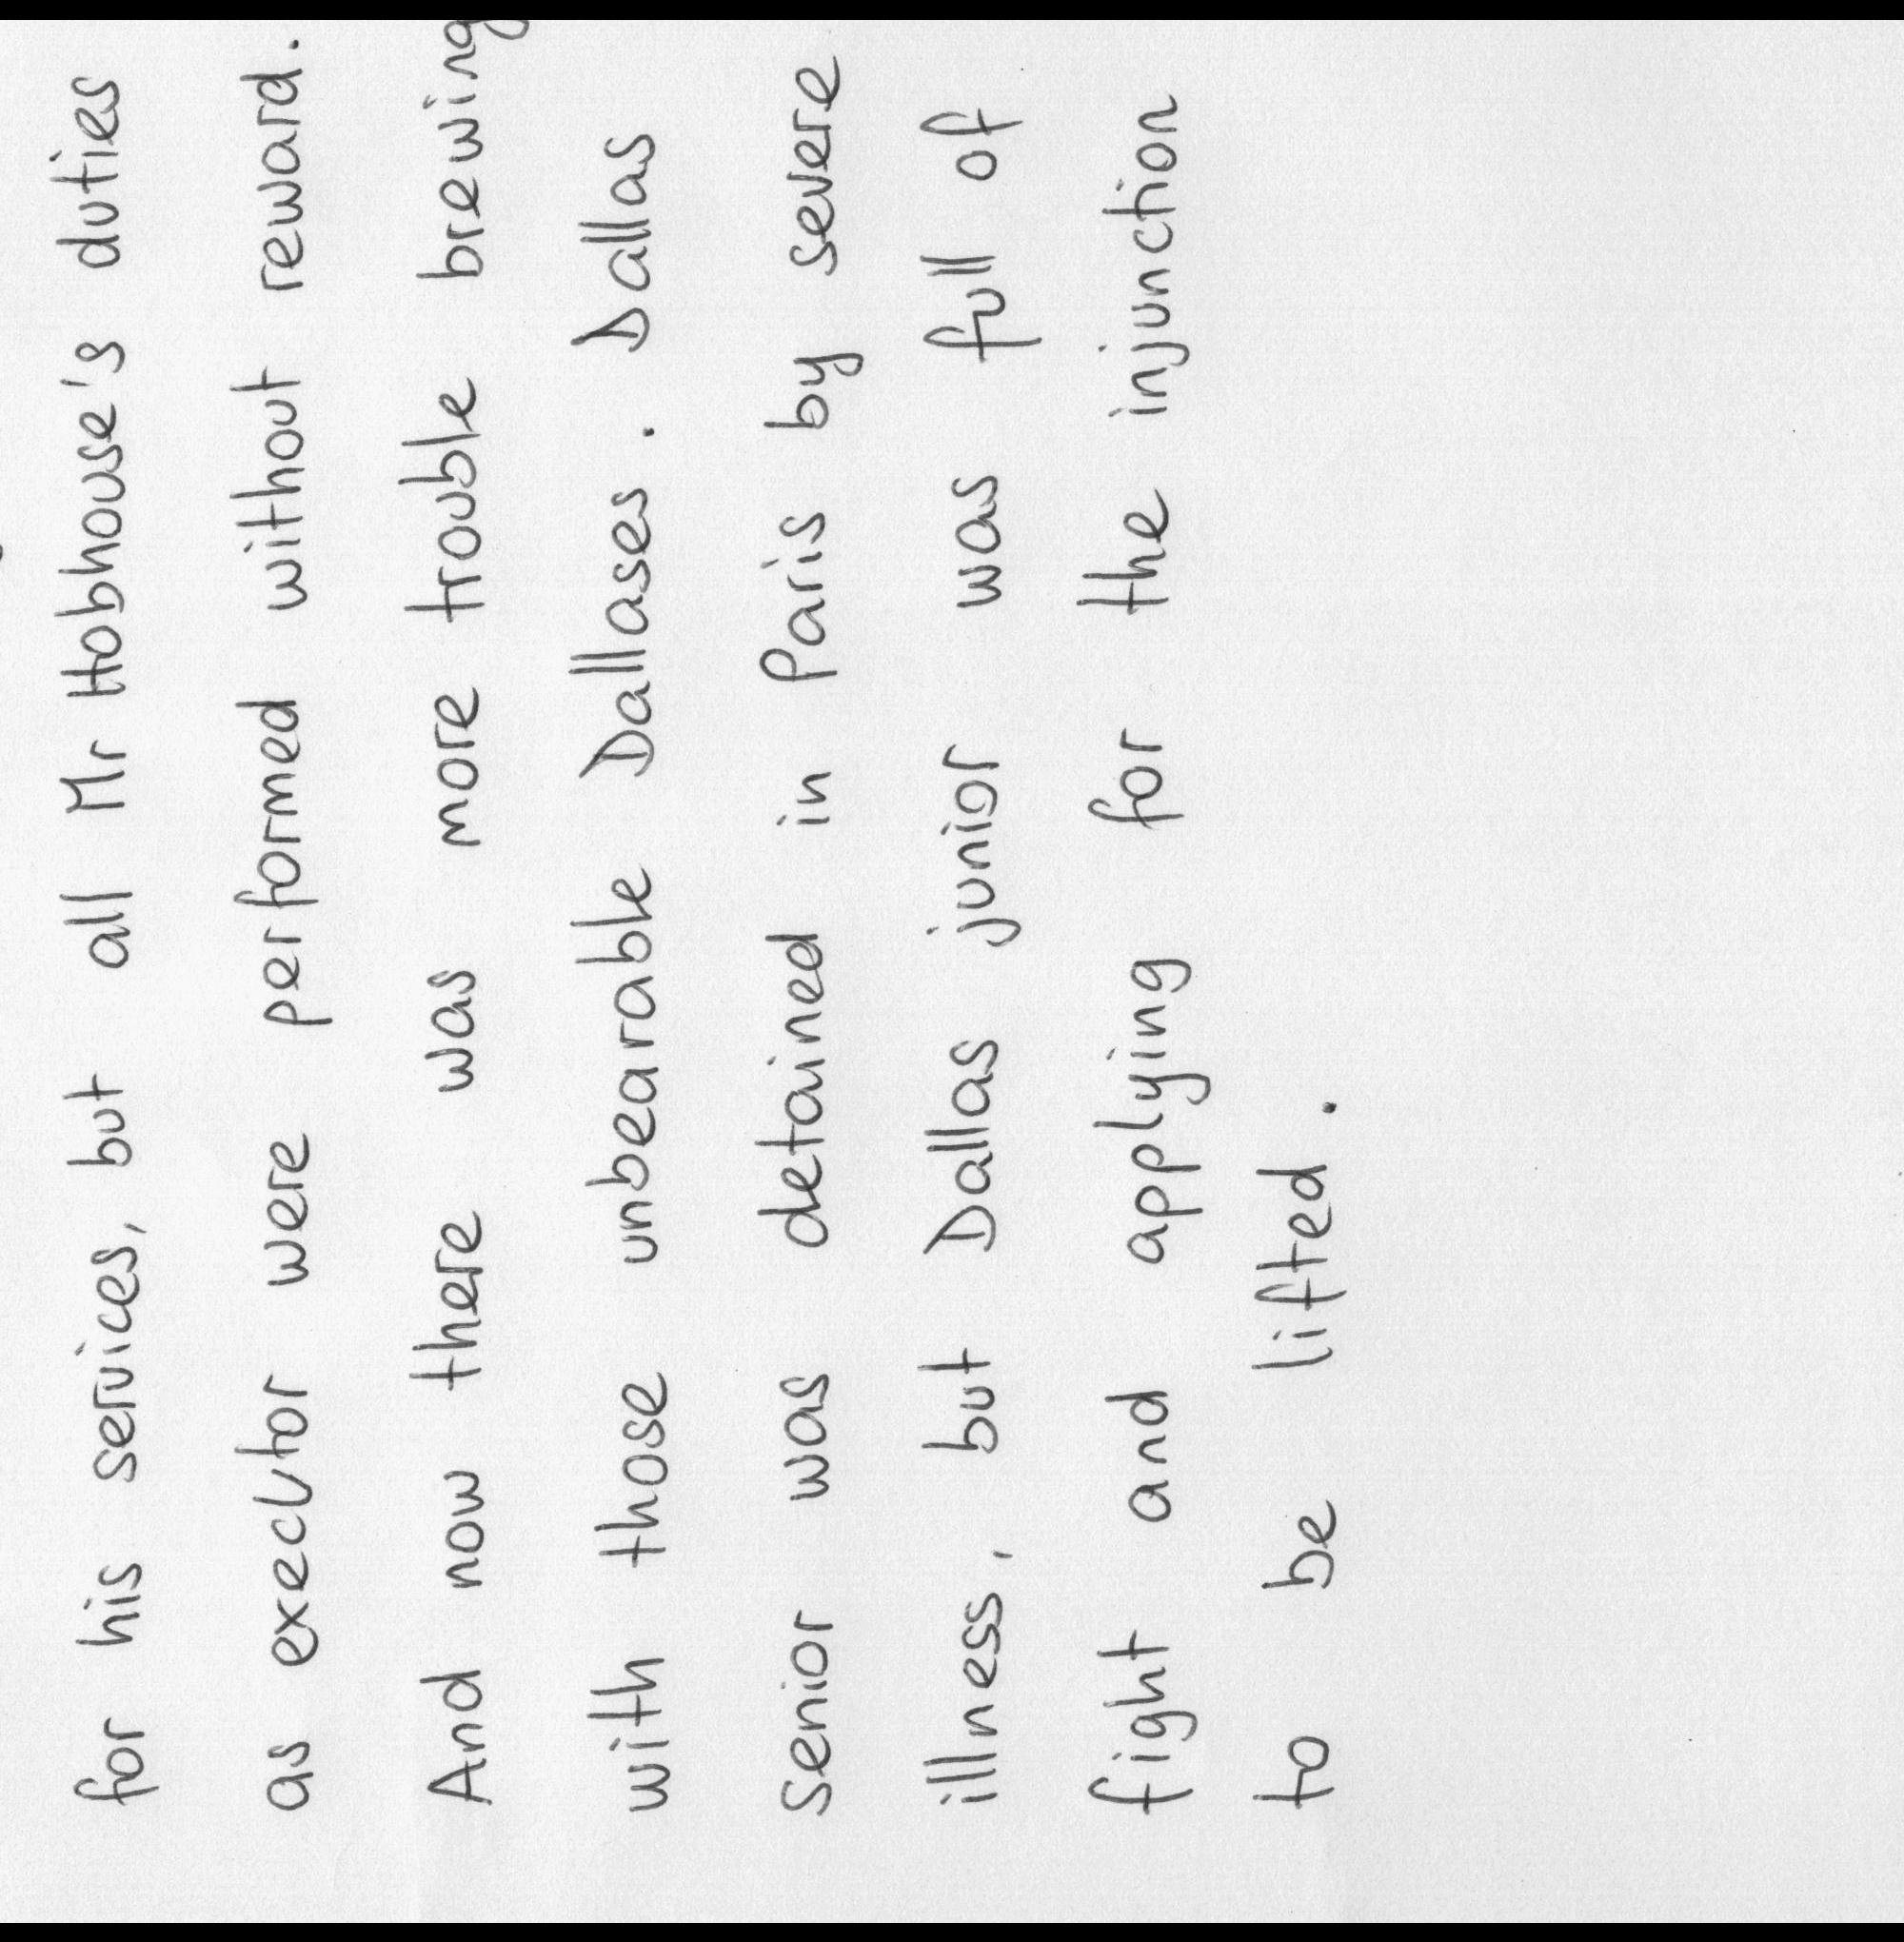 for his services, but all Mr Hobhouse's duties
as executor were performed without reward.
And now there was more trouble brewing
with those unbearable Dallases. Dallas
senior was detained in Paris by severe
illness, but Dallas junior was full of
fight and applying for the injunction
to be lifted.